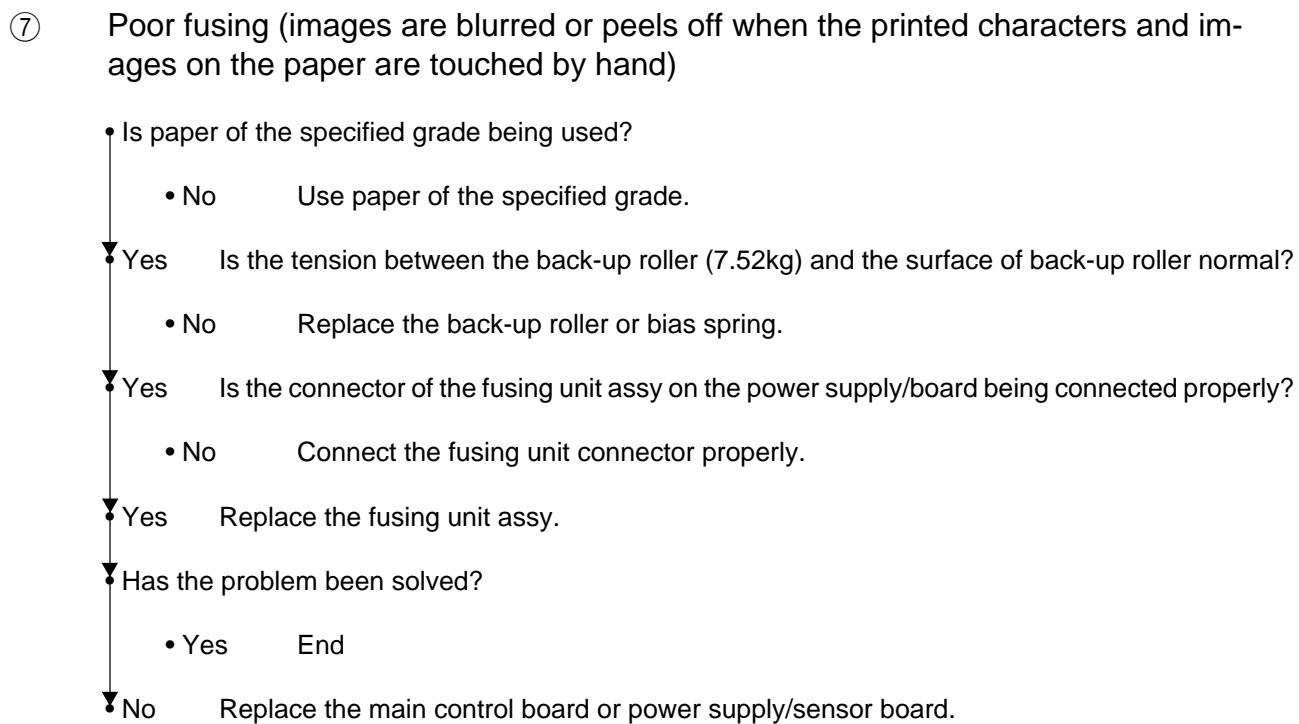 ⑦ Poor fusing (images are blurred or peels off when the printed characters and im-
ages on the paper are touched by hand)
• Is paper of the specified grade being used?
• No Use paper of the specified grade.
• Yes Is the tension between the back-up roller (7.52kg) and the surface of back-up roller normal?
• No Replace the back-up roller or bias spring.
• Yes Is the connector of the fusing unit assy on the power supply/board being connected properly?
• No Connect the fusing unit connector properly.
• Yes Replace the fusing unit assy.
• Has the problem been solved?
• Yes End
• No Replace the main control board or power supply/sensor board.